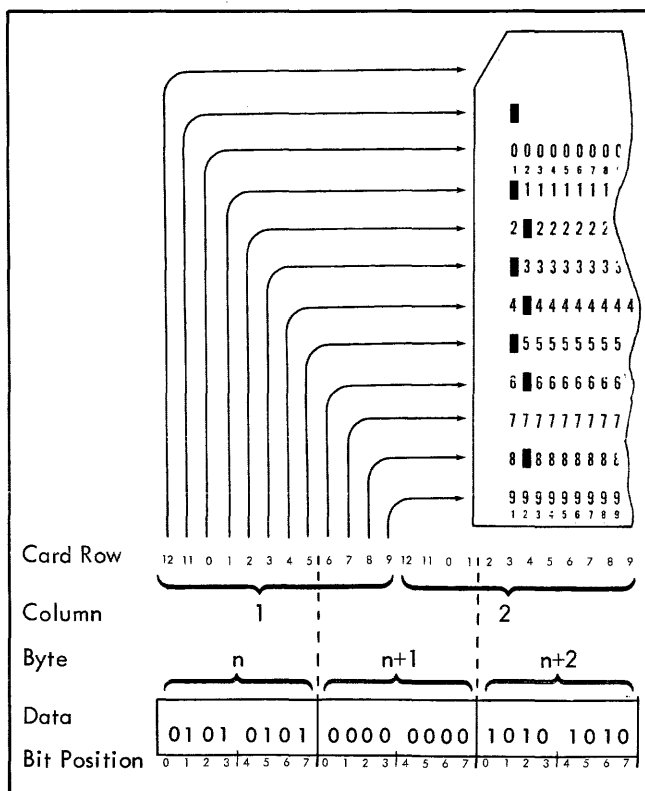 0 0 0 0 0 0 0 0 0
1 2 3 4 5 6 7 8
1 1 1 1 1 1 1
2 2 2 2 2 2 2
3 3 3 3 3 3 3 3
4 4 4 4 4 4 4 4 4
5 5 5 5 5 5 5 5
6 6 6 6 6 6 6 6
7 7 7 7 7 7 7 7 7
8 8 8 8 8 8 8 8
9 9 9 9 9 9 9 9 9
1 2 3 4 5 6 7 8 9
Card Row 12 11 0 1 2 3 4 5 6 7 8 9 12 11 0 1 2 3 4 5 6 7 8 9
Column 1 2
Byte n n+1 n+2
Data 0101 0101 0000 0000 1010 1010
Bit Position 0 1 2 3 4 5 6 7 0 1 2 3 4 5 6 7 0 1 2 3 4 5 6 7